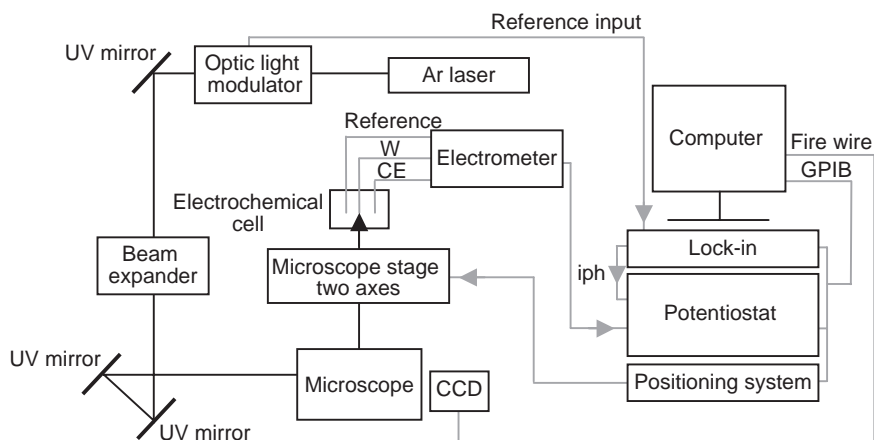 Reference input
UV mirror
Optic light
modulator
Ar laser
Reference
W
CE
Electrometer
Computer
Fire wire
GPIB
Electrochemical
cell
Beam
expander
Microscope stage
two axes
Lock-in
iph
Potentiostat
UV mirror
Microscope
CCD
Positioning system
UV mirror